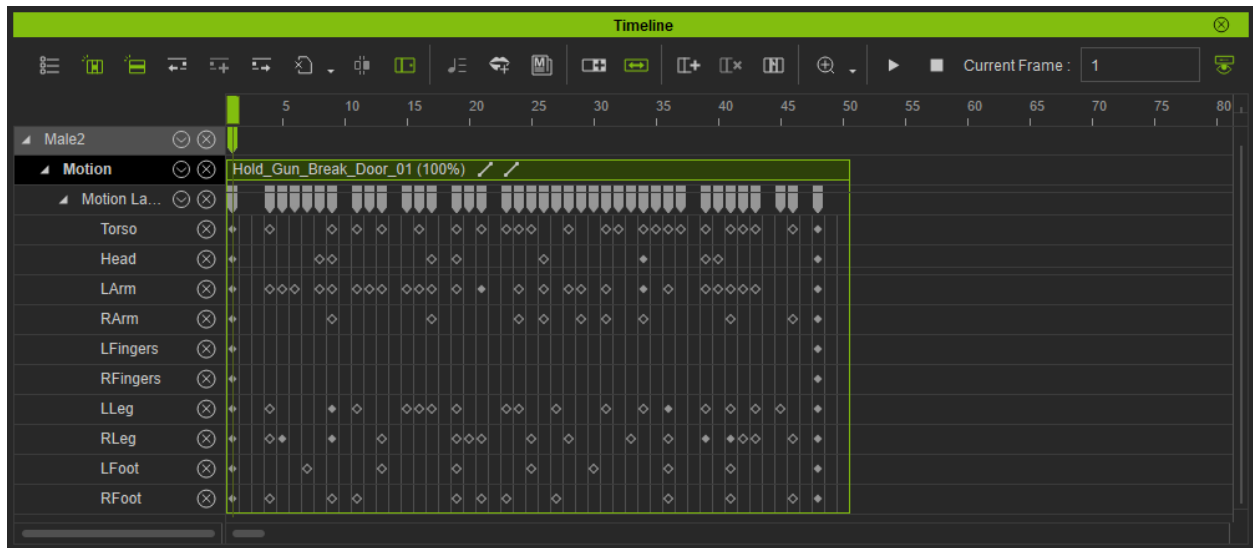 Timeline
Current Frame : 1
5 10 15 20 25 30 35 40 45 50 55 60 65 70 75 80
Male2
Motion Hold_Gun_Break_Door_01 (100%)
Motion La...
Torso
Head
LArm
RArm
LFingers
RFingers
LLeg
RLeg
LFoot
RFoot